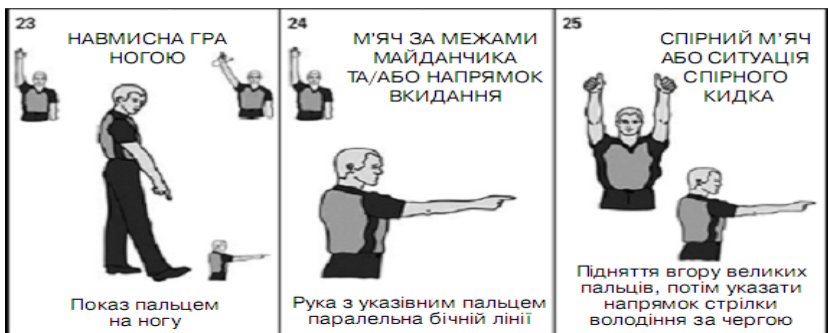 23
НАВМИСНА ГРА
НОГОЮ
Показ пальцем
на ногу
24
М'ЯЧ ЗА МЕЖАМИ
МАЙДАНЧИКА
ТА/АБО НАПРЯМОК
ВКИДАННЯ
Рука з указівним пальцем
паралельна бічній лінії
25
СПІРНИЙ М'ЯЧ
АБО СИТУАЦІЯ
СПІРНОГО
КИДКА
Підняття вгору великих
пальців, потім указати
напрямок стрілки
володіння за чергою